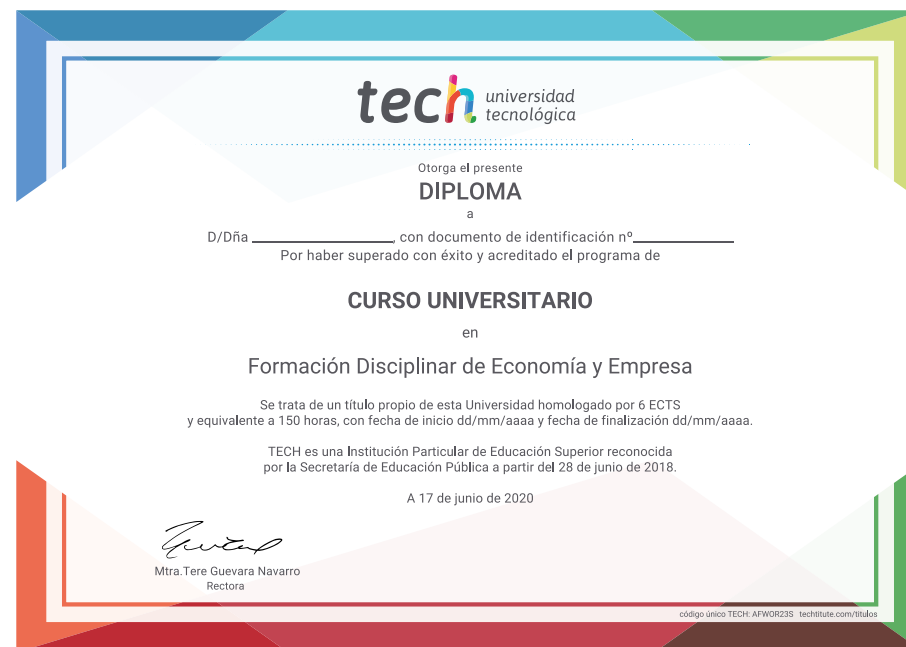 tech universidad
tecnológica
Otorga el presente
DIPLOMA
a
D/Dña ____________________, con documento de identificación nº______________
Por haber superado con éxito y acreditado el programa de
CURSO UNIVERSITARIO
en
Formación Disciplinar de Economía y Empresa
Se trata de un título propio de esta Universidad homologado por 6 ECTS
y equivalente a 150 horas, con fecha de inicio dd/mm/aaaa y fecha de finalización dd/mm/aaaa.
TECH es una Institución Particular de Educación Superior reconocida
por la Secretaría de Educación Pública a partir del 28 de junio de 2018.
A 17 de junio de 2020
Mtra.Tere Guevara Navarro
Rectora
código único TECH: AFWOR23S techtitute.com/titulos